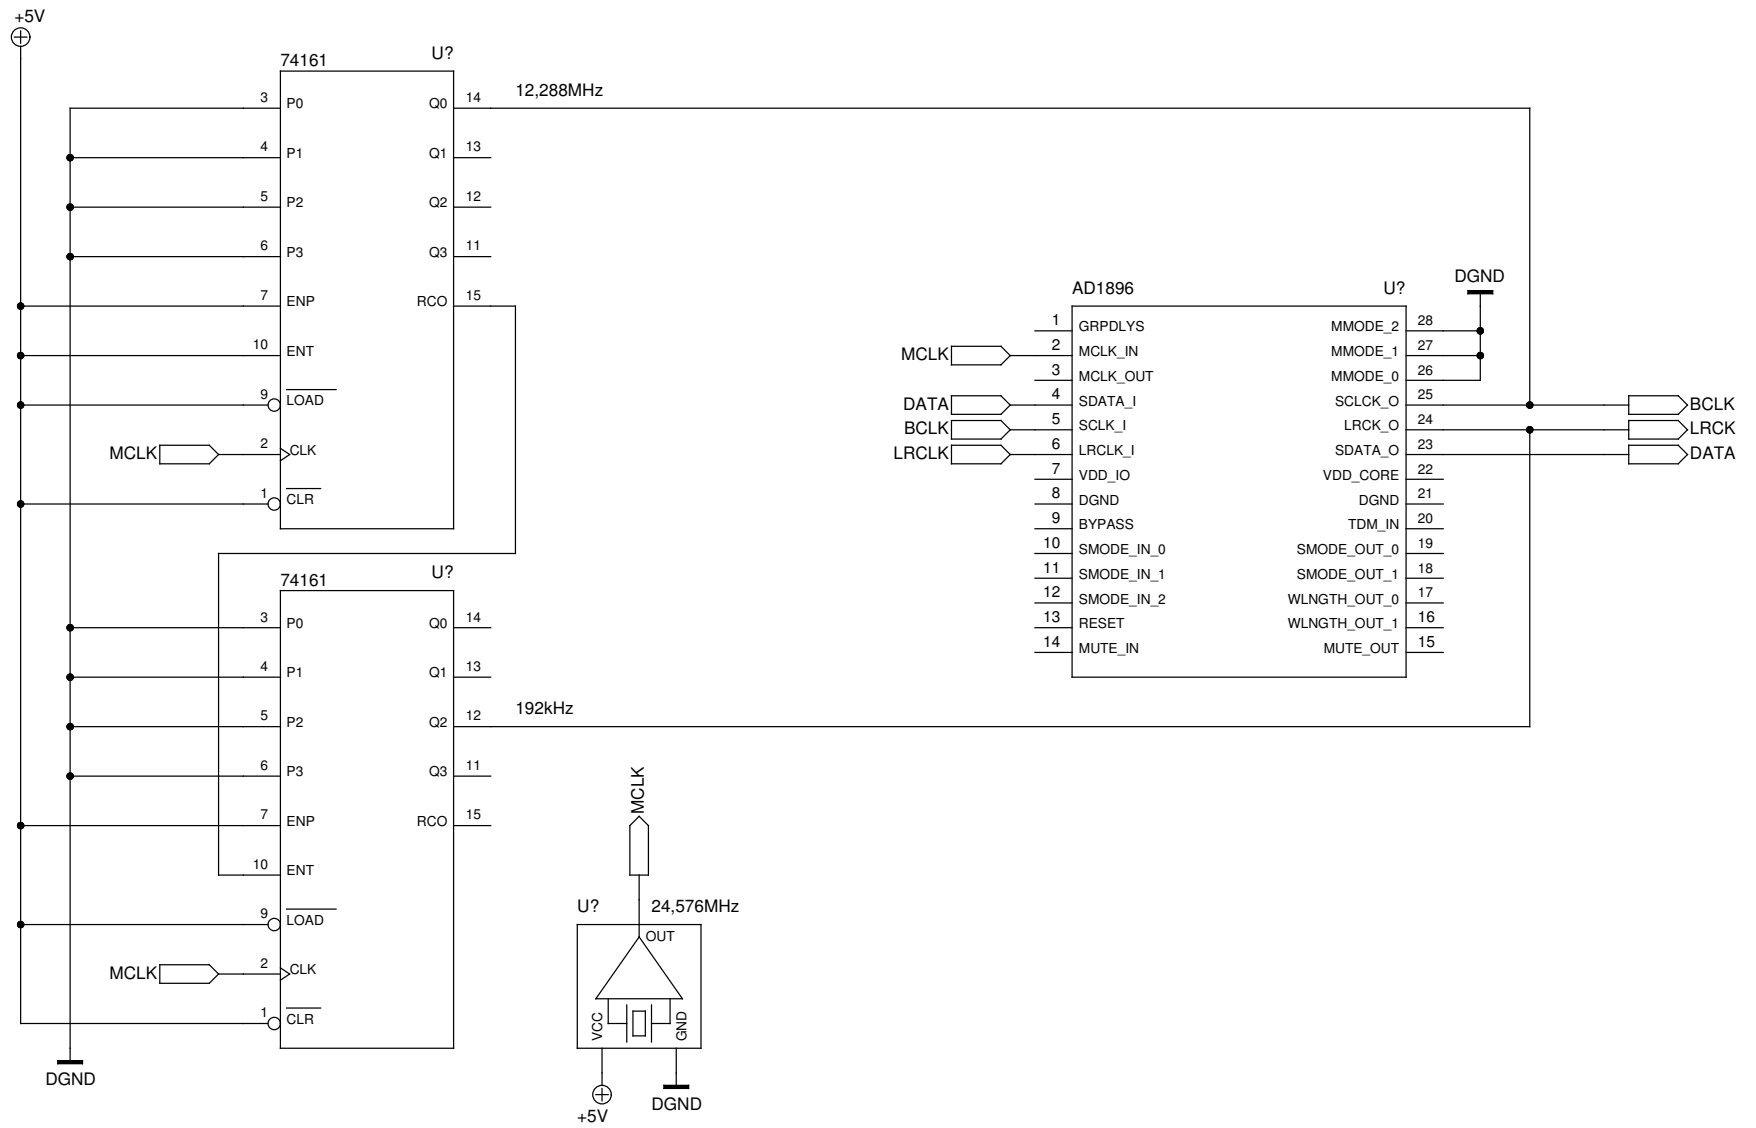 +5V
74161 U?
3 P0 Q0 14 12,288MHz
4 P1 Q1 13
5 P2 Q2 12
6 P3 Q3 11
7 ENP RCO 15
10 ENT
9 LOAD
MCLK 2 CLK
1 CLR
74161 U?
3 P0 Q0 14
4 P1 Q1 13
5 P2 Q2 12 192kHz
6 P3 Q3 11
7 ENP RCO 15
10 ENT
9 LOAD
MCLK 2 CLK
1 CLR
DGND
DGND
AD1896 U?
1 GRPDLYS MMODE_2 28
MCLK 2 MCLK_IN MMODE_1 27
3 MCLK_OUT MMODE_0 26
DATA 4 SDATA_I SCLCK_O 25 BCLK
BCLK 5 SCLK_I LRCK_O 24 LRCK
LRCLK 6 LRCLK_I SDATA_O 23 DATA
7 VDD_IO VDD_CORE 22
8 DGND DGND 21
9 BYPASS TDM_IN 20
10 SMODE_IN_0 SMODE_OUT_0 19
11 SMODE_IN_1 SMODE_OUT_1 18
12 SMODE_IN_2 WLNGTH_OUT_0 17
13 RESET WLNGTH_OUT_1 16
14 MUTE_IN MUTE_OUT 15
MCLK
U? 24,576MHz
OUT
VCC GND
+5V DGND